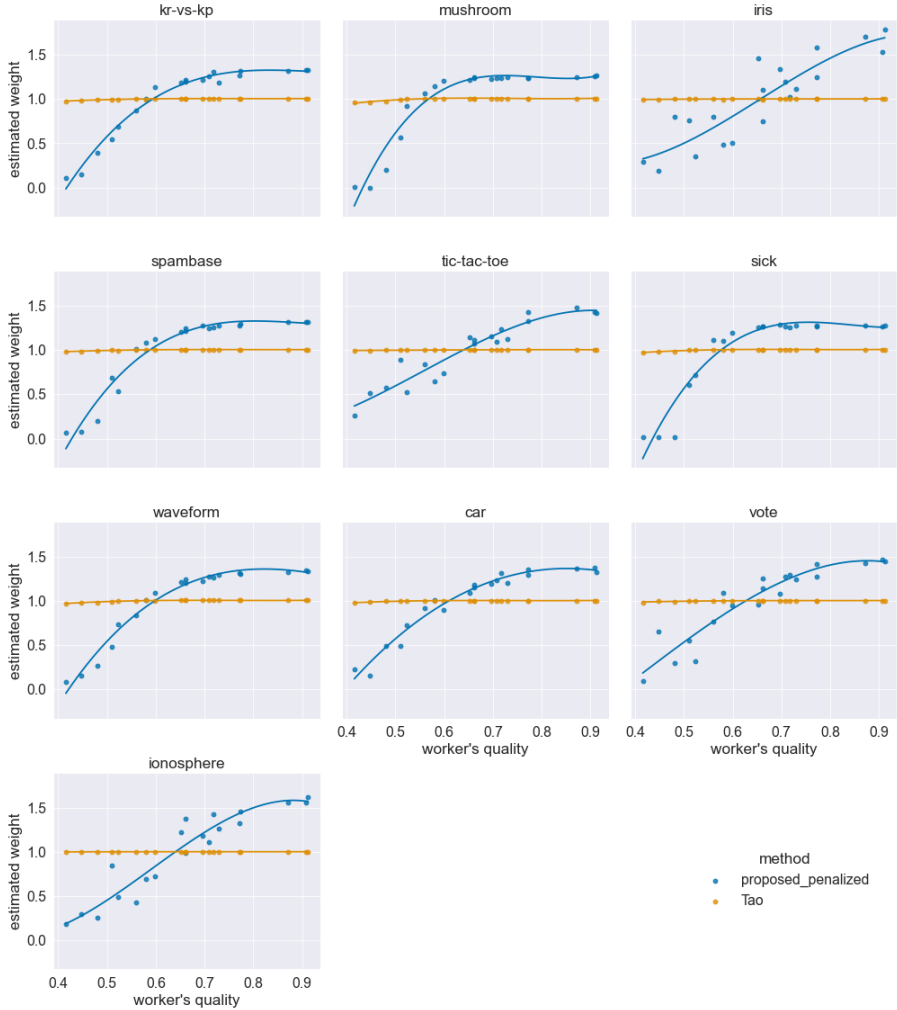 kr-vs-kp
mushroom
iris
estimated weight
1.5
1.0
0.5
0.0
spambase
tic-tac-toe
sick
estimated weight
1.5
1.0
0.5
0.0
waveform
car
vote
estimated weight
1.5
1.0
0.5
0.0
0.4 0.5 0.6 0.7 0.8 0.9
worker's quality
0.4 0.5 0.6 0.7 0.8 0.9
worker's quality
ionosphere
estimated weight
1.5
1.0
0.5
0.0
0.4 0.5 0.6 0.7 0.8 0.9
worker's quality
method
proposed_penalized
Tao